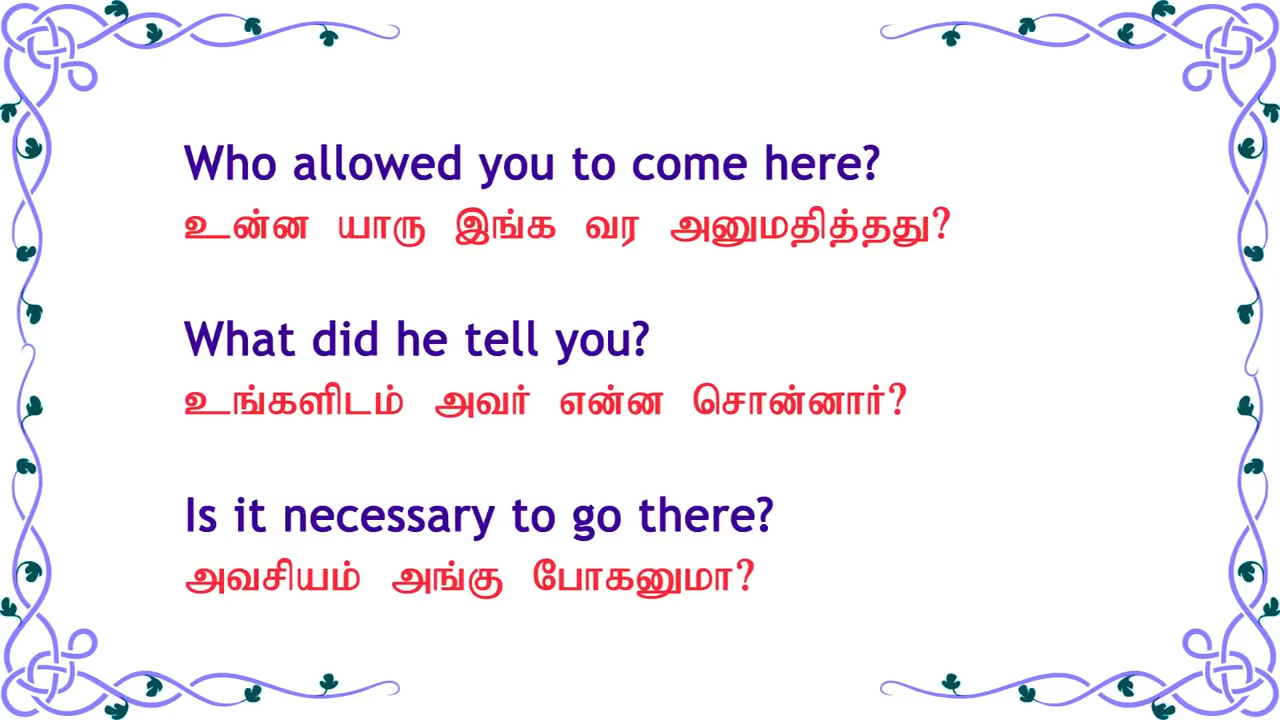 Who allowed you to come here?
உன்ன யாரு இங்க வர அனுமதித்தது?
What did he tell you?
உங்களிடம் அவர் என்ன சொன்னார்?
Is it necessary to go there?
அவசியம் அங்கு போகனுமா?